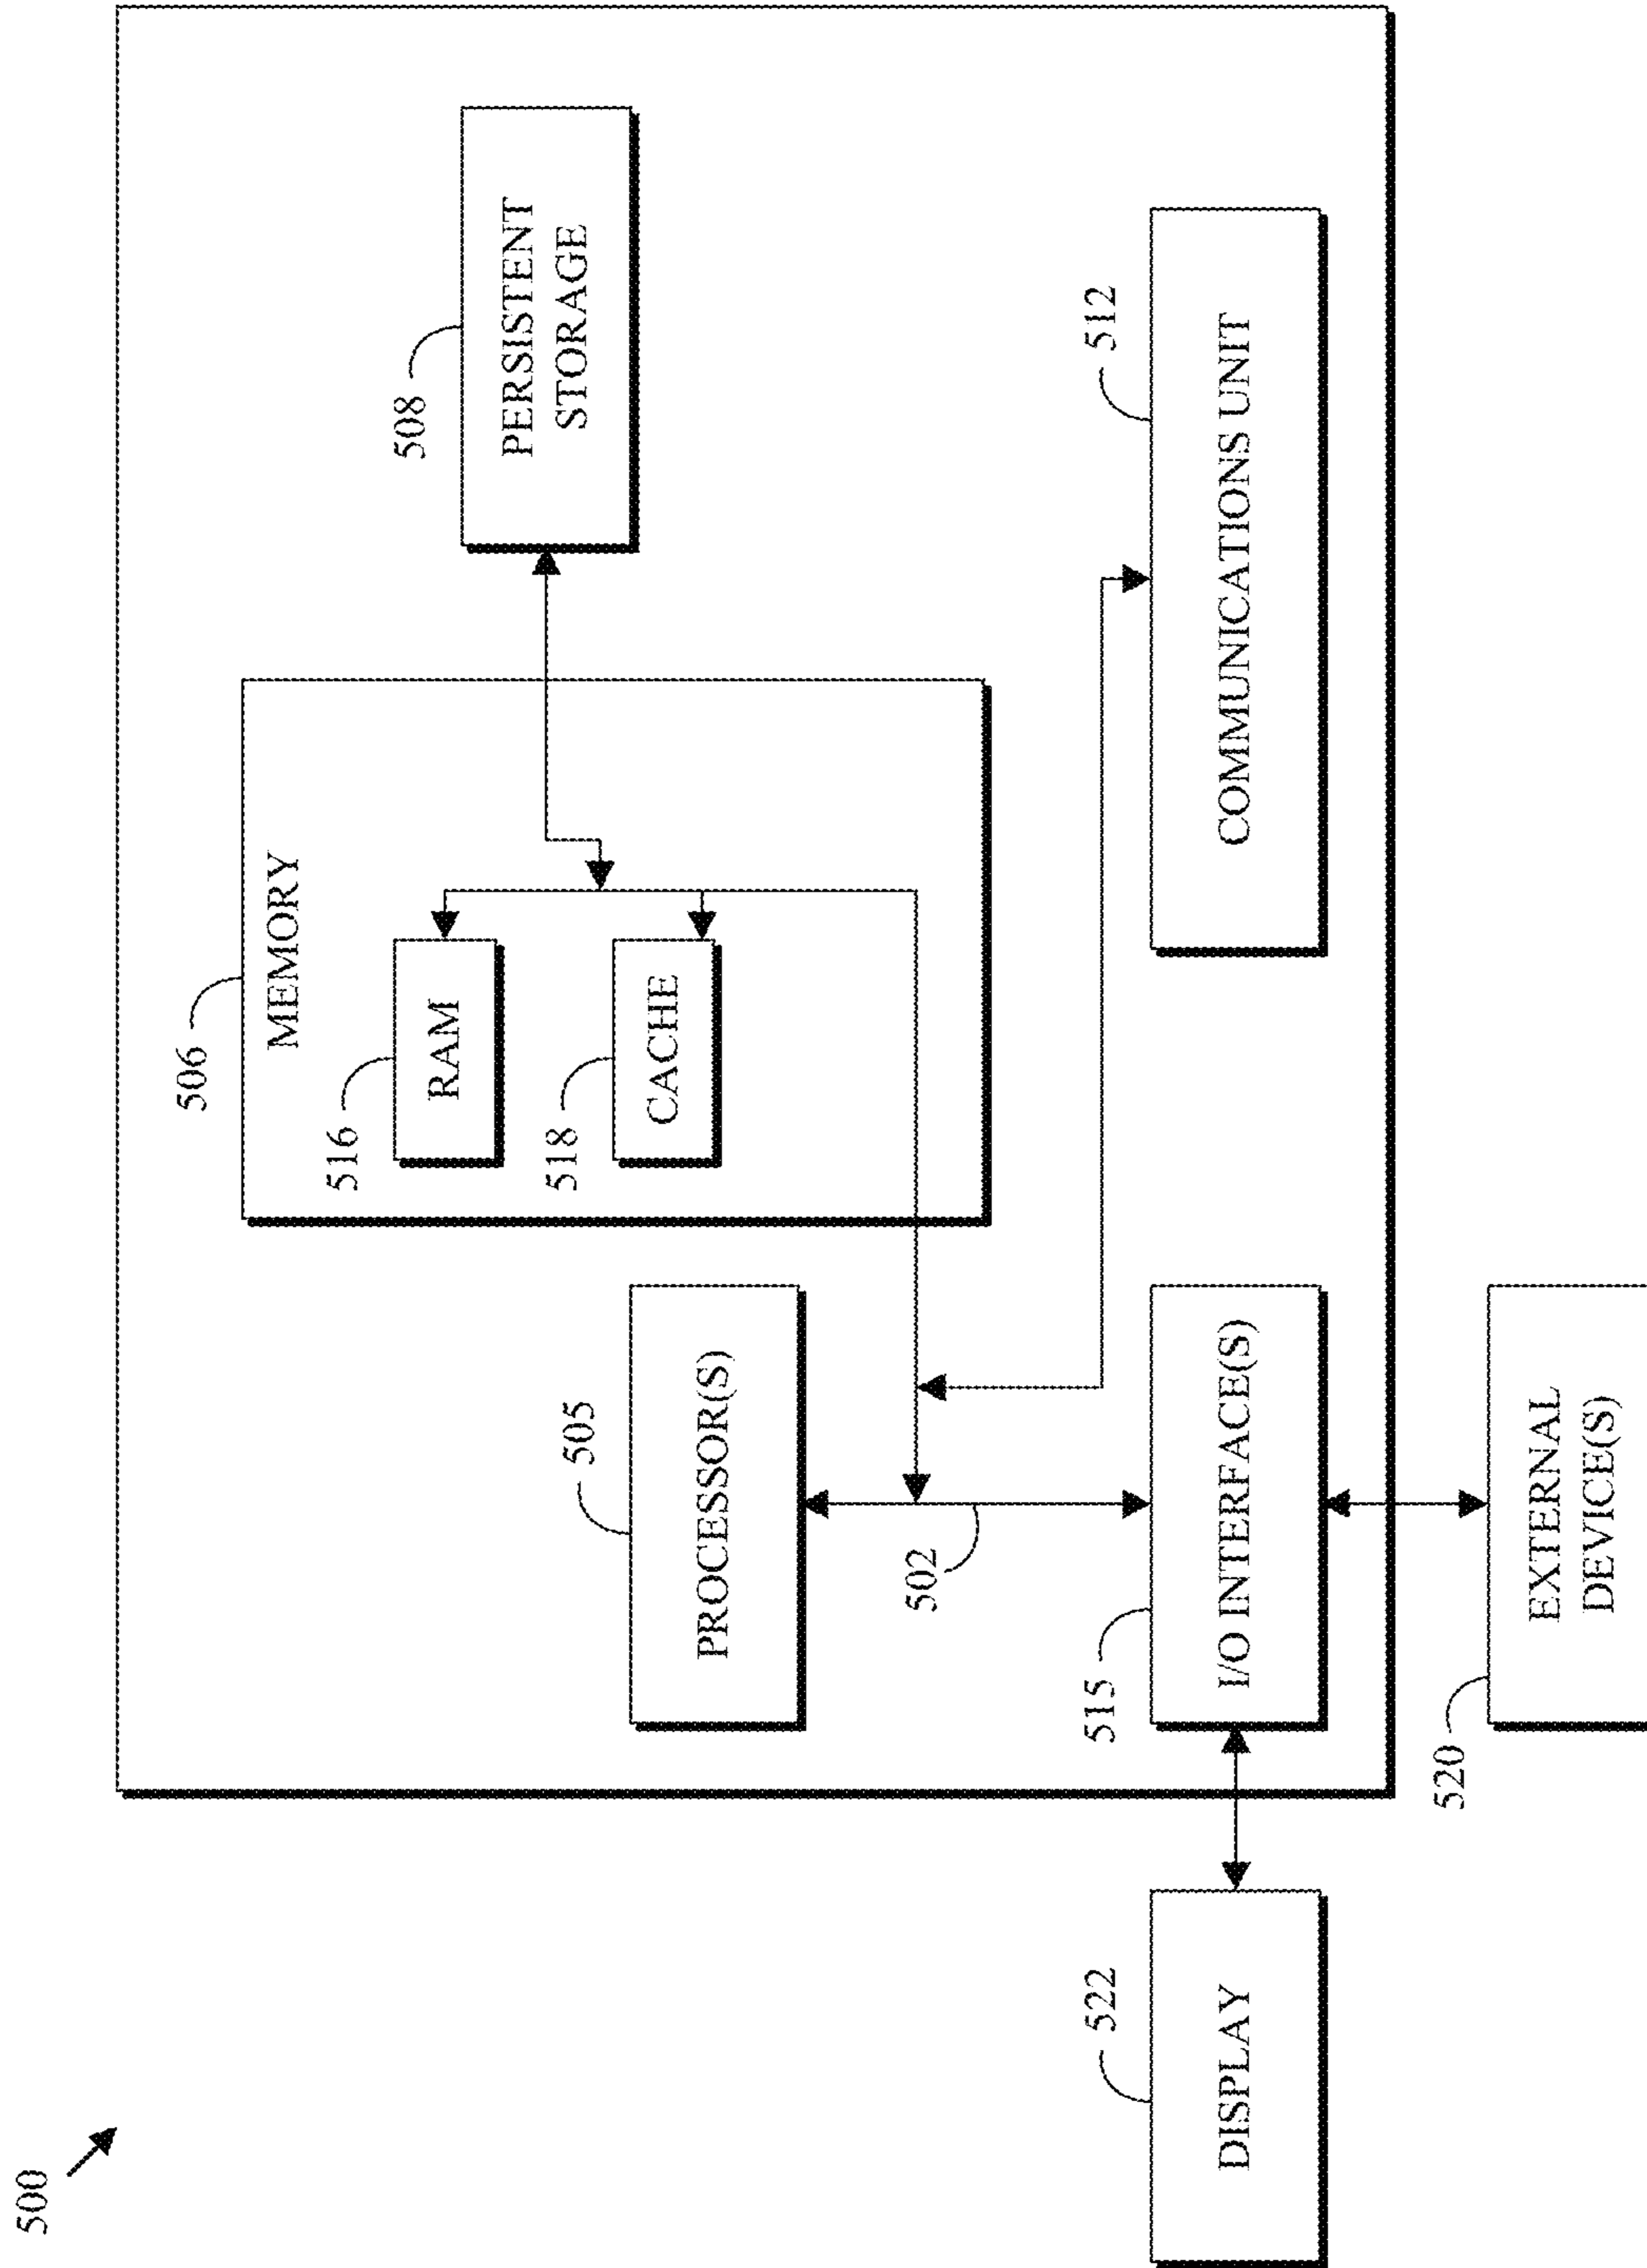 500
506
MEMORY
516
RAM
518
CACHE
508
PERSISTENT
STORAGE
505
PROCESSOR(S)
502
522
DISPLAY
515
I/O INTERFACE(S)
512
COMMUNICATIONS UNIT
520
EXTERNAL
DEVICE(S)